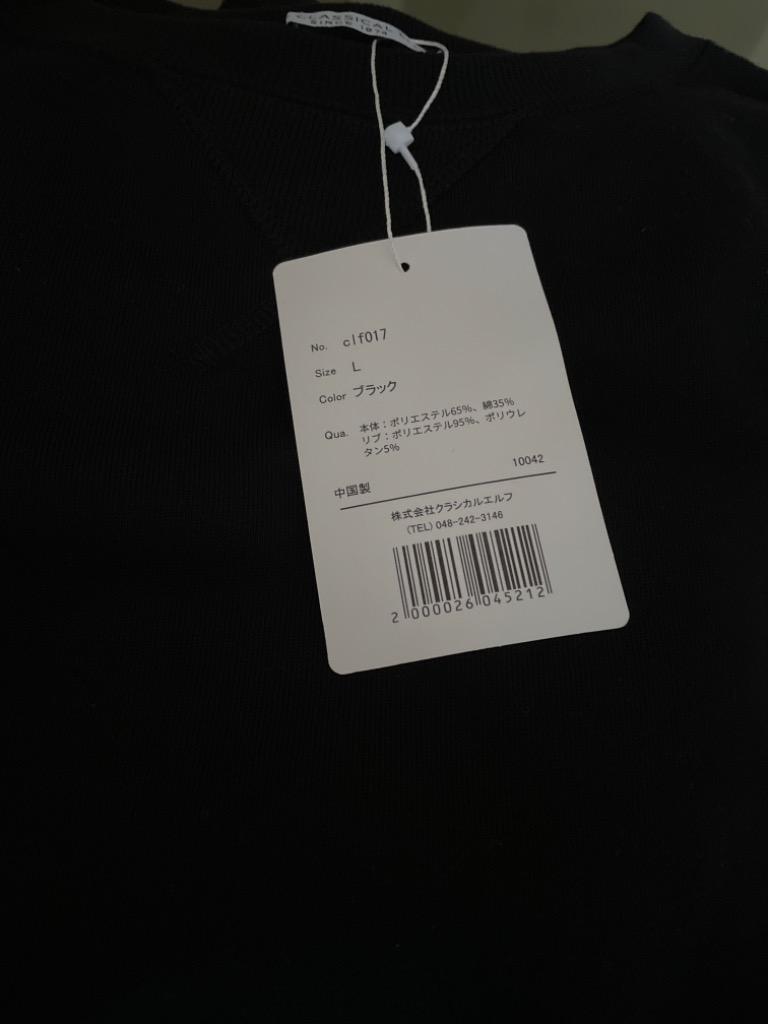 CLASSICAL
SINCE 1874
No. clf017
Size L
Color ブラック
Qua. 本体：ポリエステル65%、綿35%
リブ：ポリエステル95%、ポリウレ
タン5%
10042
中国製
株式会社クラシカルエルフ
(TEL) 048-242-3146
2 000026 045212